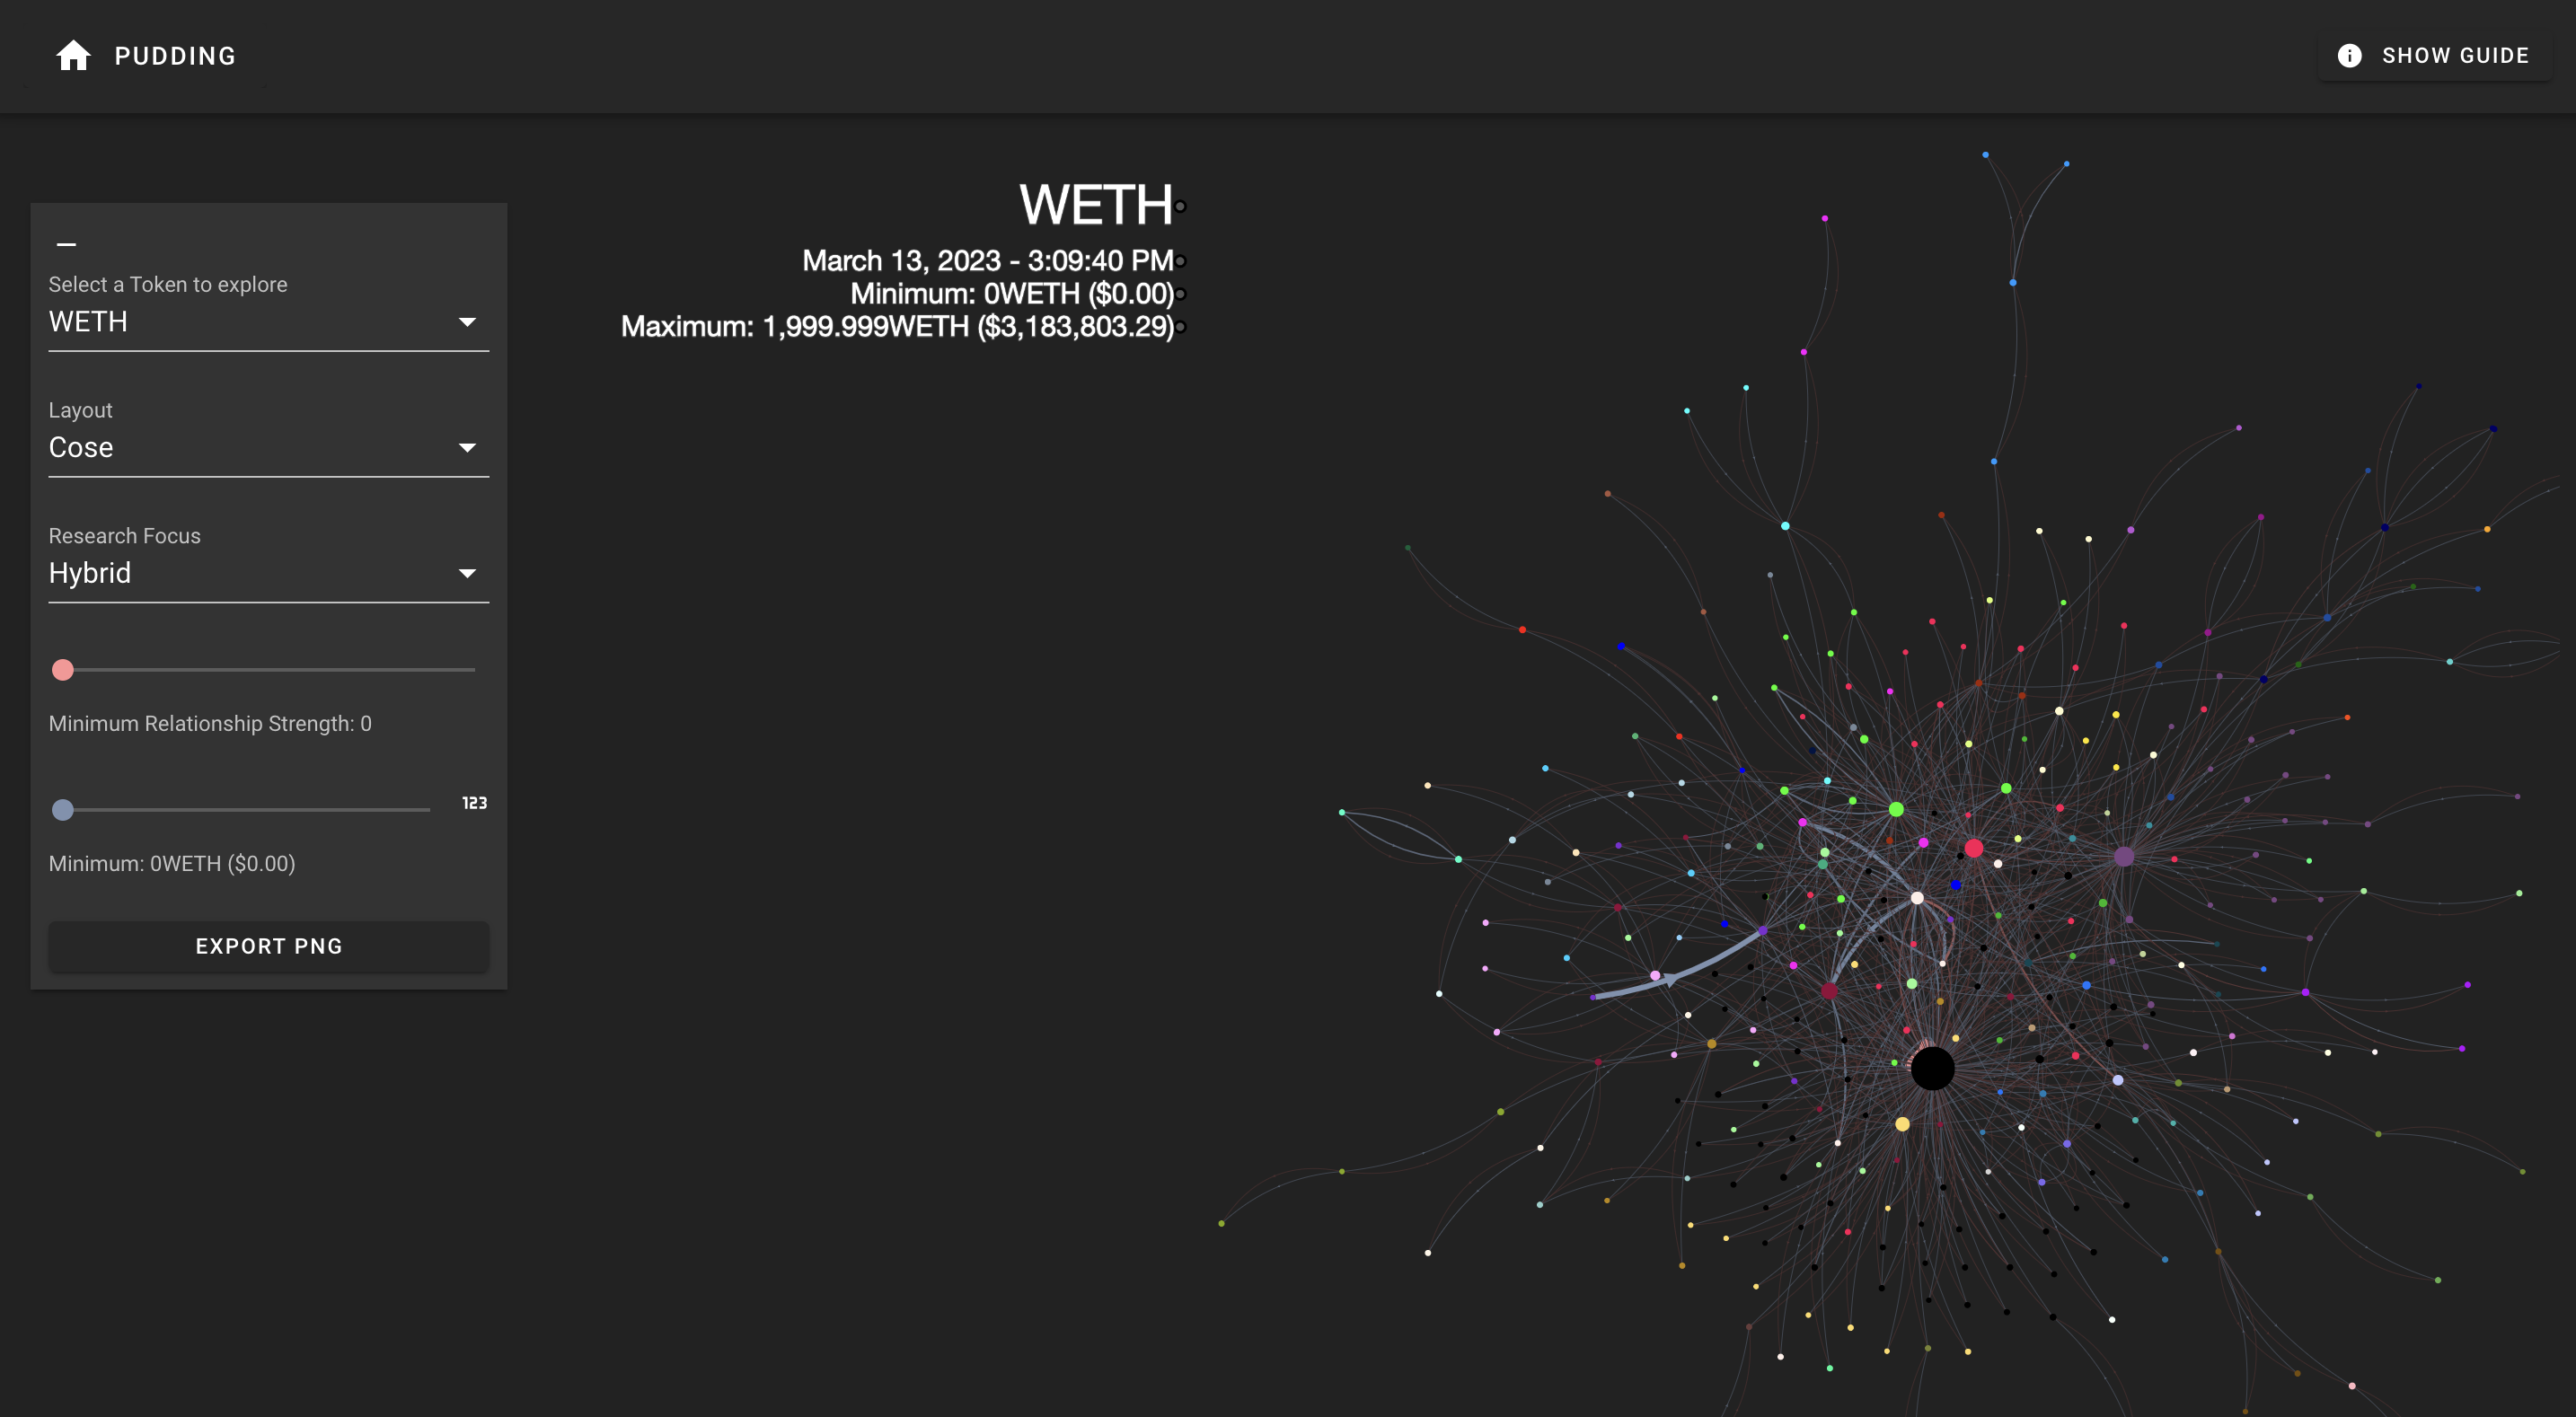 PUDDING
SHOW GUIDE
WETH
March 13, 2023 - 3:09:40 PM
Minimum: 0WETH ($0.00)
Maximum: 1,999.999WETH ($3,183,803.29)
Select a Token to explore
WETH
Layout
Cose
Research Focus
Hybrid
Minimum Relationship Strength: 0
123
Minimum: 0WETH ($0.00)
EXPORT PNG